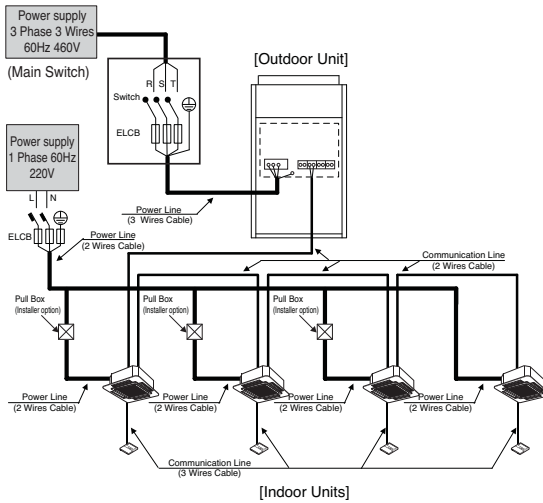 Power supply
3 Phase 3 Wires
60Hz 460V
(Main Switch)
[Outdoor Unit]
R S T
Switch
ELCB
Power supply
1 Phase 60Hz
220V
L N
ELCB
Power Line
(2 Wires Cable)
Power Line
(3 Wires Cable)
Communication Line
(2 Wires Cable)
Pull Box
(Installer option)
Pull Box
(Installer option)
Pull Box
(Installer option)
Power Line
(2 Wires Cable)
Power Line
(2 Wires Cable)
Power Line
(2 Wires Cable)
Power Line
(2 Wires Cable)
Communication Line
(3 Wires Cable)
[Indoor Units]